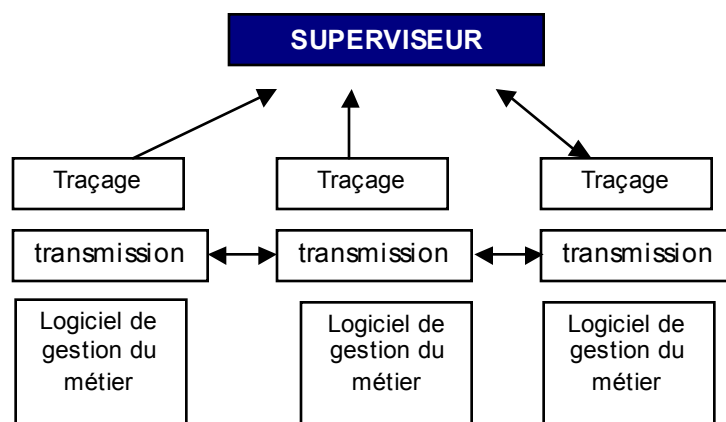 SUPERVISEUR
Traçage
Traçage
Traçage
transmission
transmission
transmission
Logiciel de
gestion du
métier
Logiciel de
gestion du
métier
Logiciel de
gestion du
métier